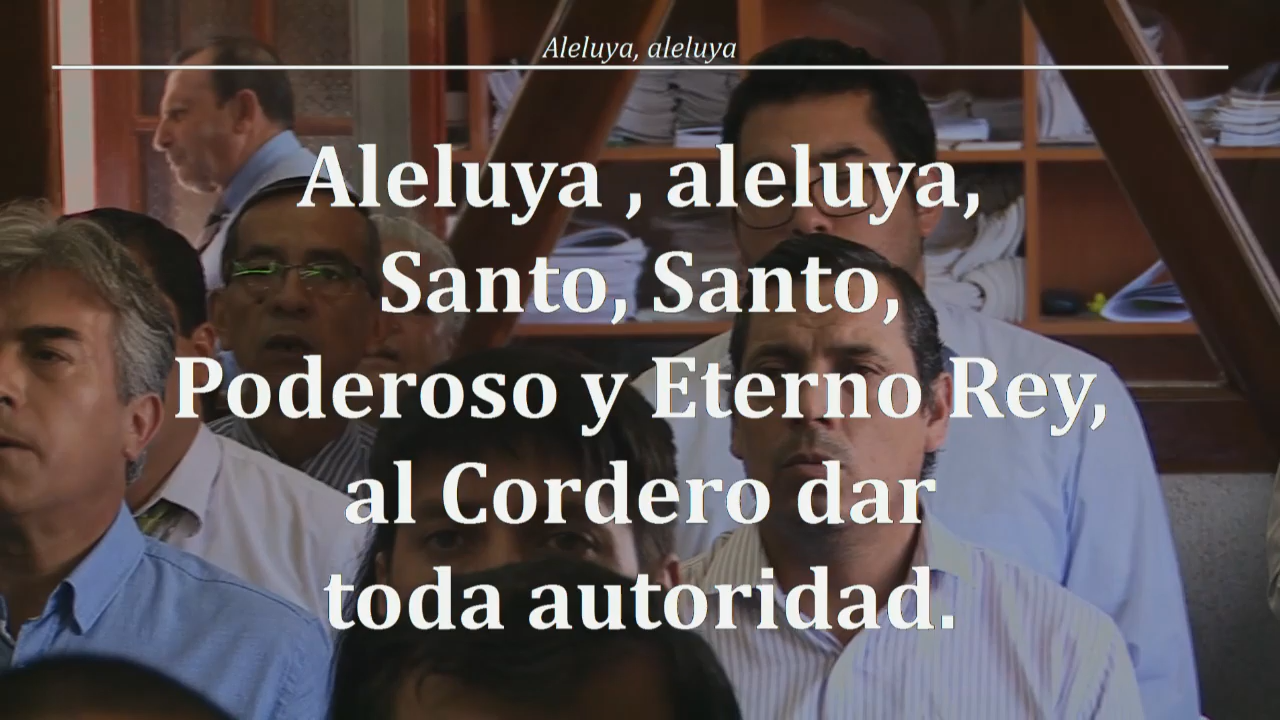 Aleluya, aleluya
Aleluya , aleluya,
Santo, Santo,
Poderoso y Eterno Rey,
al Cordero dar
toda autoridad.